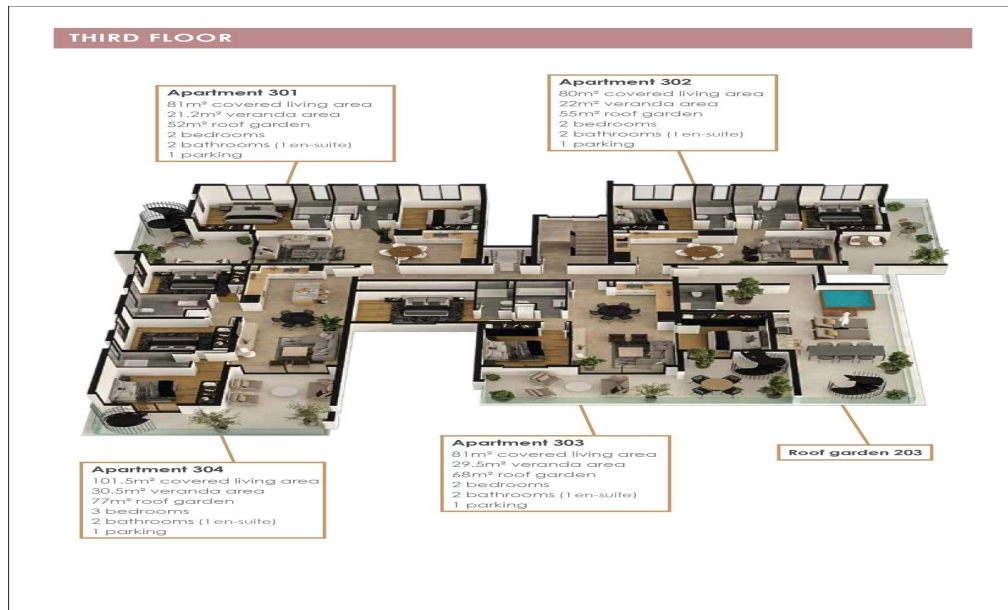 THIRD FLOOR
Apartment 301
81m² covered living area
21.2m² veranda area
52m² roof garden
2 bedrooms
2 bathrooms (1 en-suite)
1 parking
Apartment 302
80m² covered living area
22m² veranda area
55m² roof garden
2 bedrooms
2 bathrooms (1 en-suite)
1 parking
Apartment 304
101.5m² covered living area
30.5m² veranda area
77m² roof garden
3 bedrooms
2 bathrooms (1 en-suite)
1 parking
Apartment 303
81m² covered living area
29.5m² veranda area
68m² roof garden
2 bedrooms
2 bathrooms (1 en-suite)
1 parking
Roof garden 203